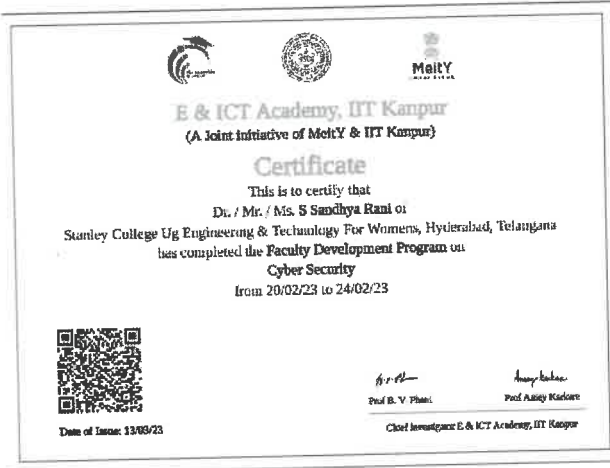 MeitY
E & ICT Academy, IIT Kanpur
(A Joint Initiative of MeitY & IIT Kanpur)
Certificate
This is to certify that
Dr. / Mr. / Ms. S Sandhya Rani of
Stanley College Ug Engineering & Technology For Womens, Hyderabad, Telangana
has completed the Faculty Development Program on
Cyber Security
from 20/02/23 to 24/02/23
Prof B. V. Phani
Prof Amey Karkare
Date of Issue: 13/03/23
Chief Investigator E & ICT Academy, IIT Kanpur